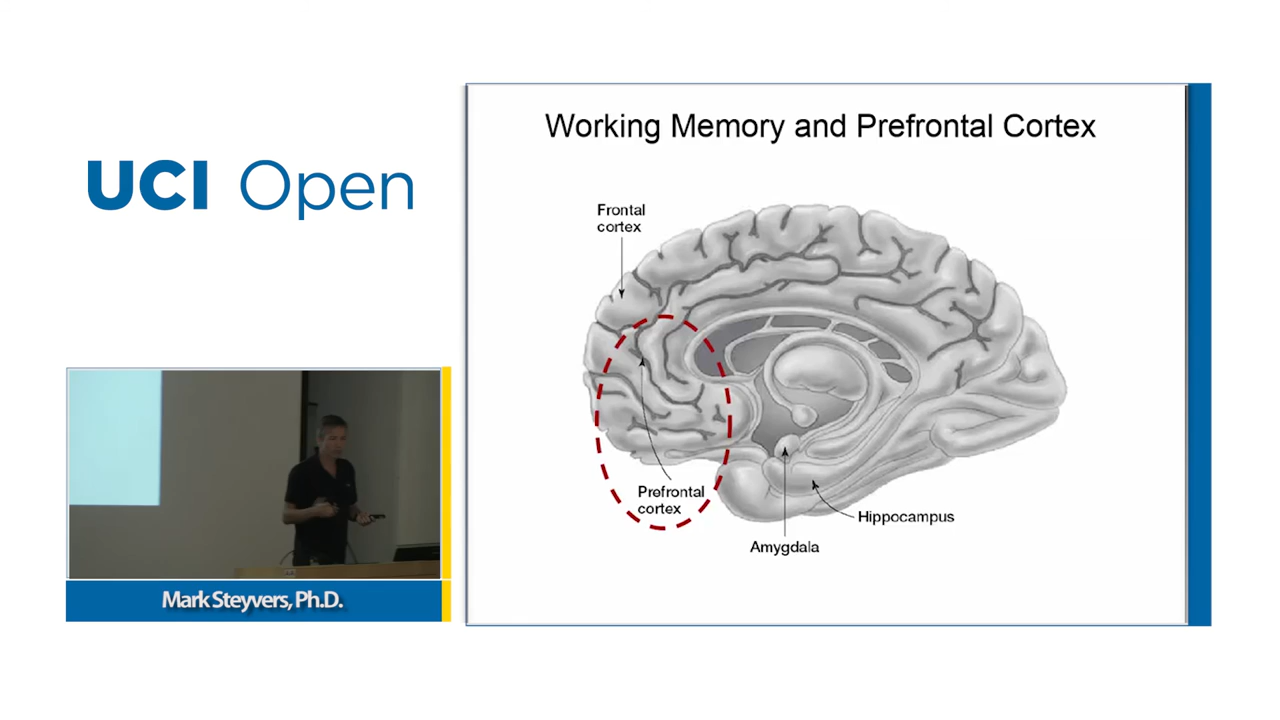 UCI Open
Mark Steyvers, Ph.D.
Working Memory and Prefrontal Cortex
Frontal
cortex
Prefrontal
cortex
Hippocampus
Amygdala